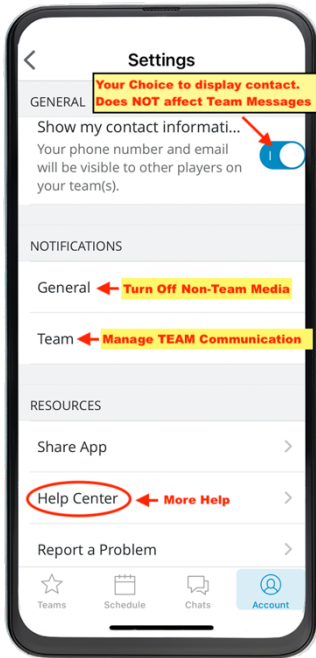 Settings
Your Choice to display contact.
Does NOT affect Team Messages
GENERAL
Show my contact informati...
Your phone number and email
will be visible to other players on
your team(s).
NOTIFICATIONS
General
Turn Off Non-Team Media
Team
Manage TEAM Communication
RESOURCES
Share App
Help Center
More Help
Report a Problem
Teams
Schedule
Chats
Account